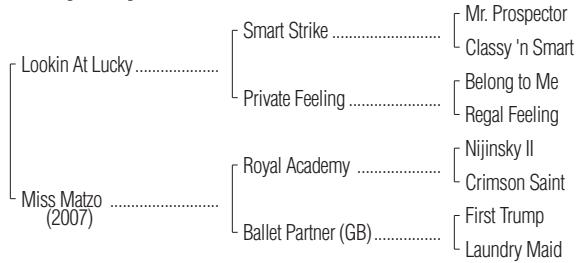 Mr. Prospector
Smart Strike ......................
Classy 'n Smart
Lookin At Lucky .....................
Belong to Me
Private Feeling ......................
Regal Feeling
Nijinsky II
Royal Academy ...................
Crimson Saint
Miss Matzo ...........................
(2007)
First Trump
Ballet Partner (GB) ................
Laundry Maid